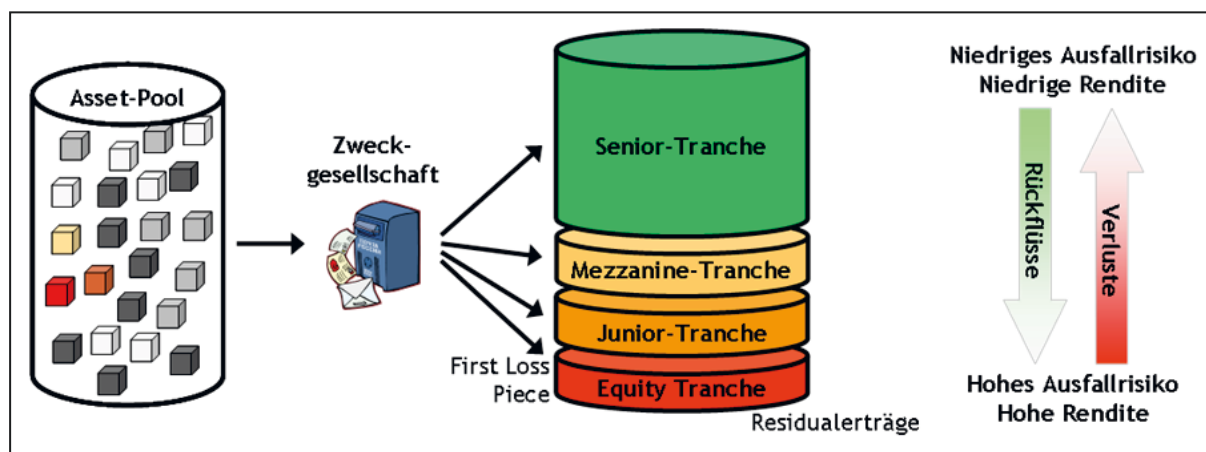 Asset-Pool
Zweck-
gesellschaft
Senior-Tranche
Mezzanine-Tranche
Junior-Tranche
First Loss
Piece
Equity Tranche
Residualerträge
Niedriges Ausfallrisiko
Niedrige Rendite
Rückflüsse
Verluste
Hohes Ausfallrisiko
Hohe Rendite